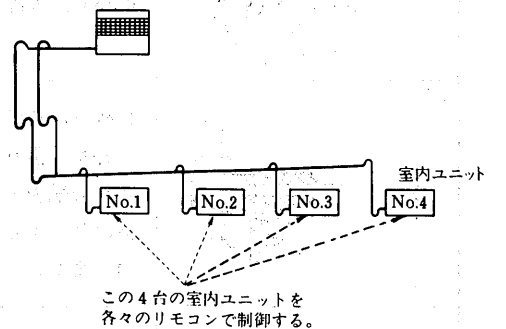 室内ユニット
No.1
No.2
No.3
No.4
この4台の室内ユニットを
各々のリモコンで制御する。